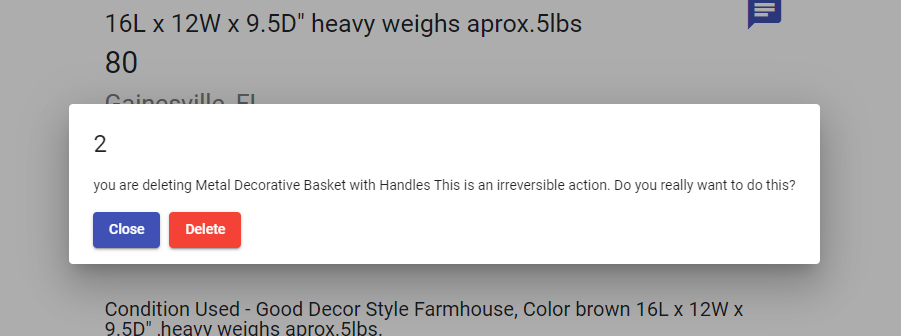 16L x 12W x 9.5D" heavy weighs aprox.5lbs
80
Gainesville, FL
2
you are deleting Metal Decorative Basket with Handles This is an irreversible action. Do you really want to do this?
Close Delete
Condition Used - Good Decor Style Farmhouse, Color brown 16L x 12W x
9.5D" ,heavy weighs aprox.5lbs.